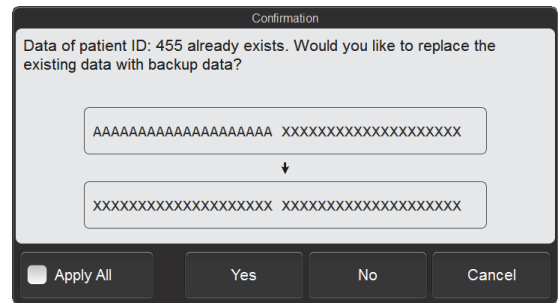 Confirmation
Data of patient ID: 455 already exists. Would you like to replace the
existing data with backup data?
AAAAAAAAAAAAAAAAAAAA XXXXXXXXXXXXXXXXXXXX
XXXXXXXXXXXXXXXXXXXX XXXXXXXXXXXXXXXXXXXX
Apply All
Yes
No
Cancel